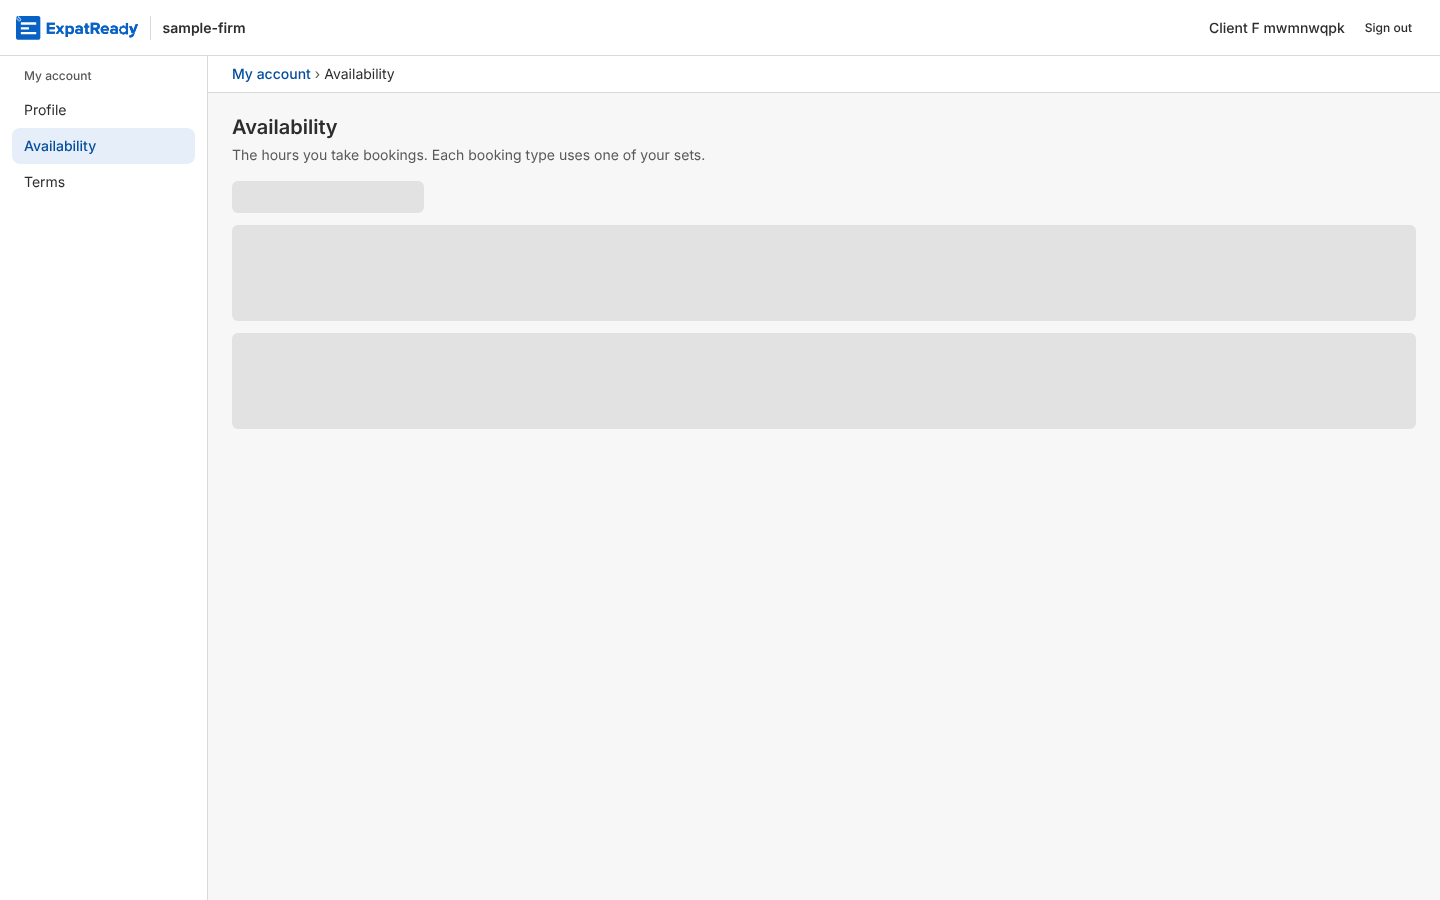 ExpatReady
sample-firm
Client F mwmnwqpk
Sign out
My account
Profile
Availability
Terms
My account › Availability
Availability
The hours you take bookings. Each booking type uses one of your sets.